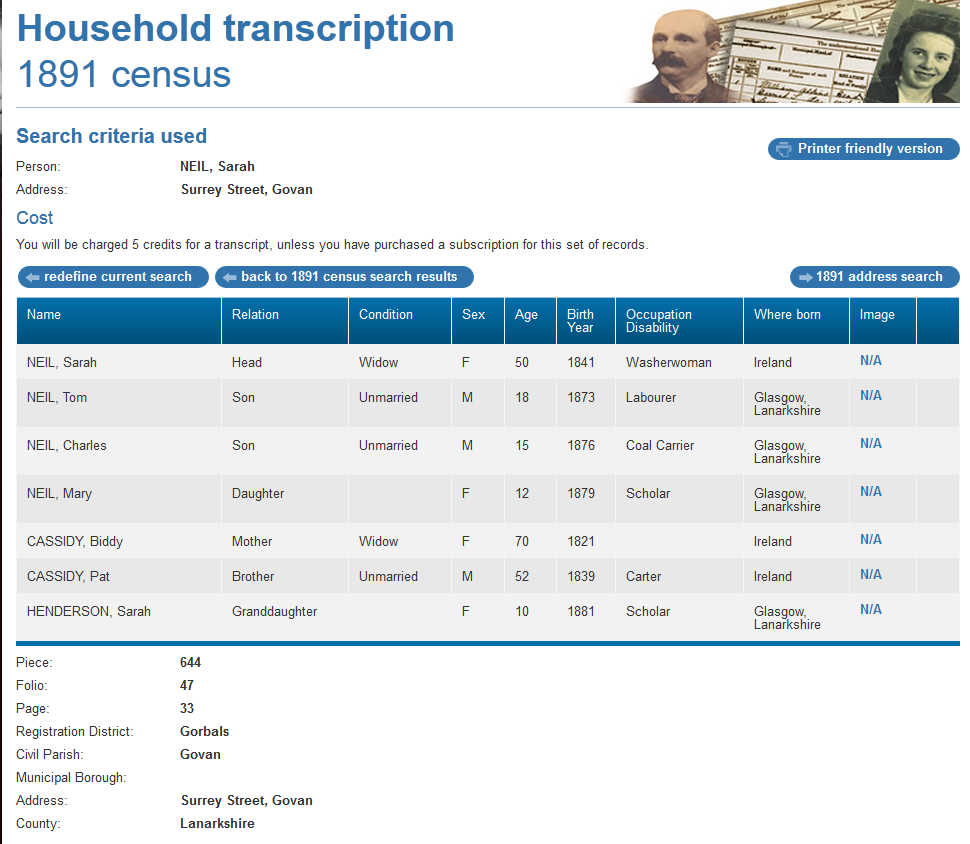 Household transcription
1891 census
Search criteria used
Printer friendly version
Person: NEIL, Sarah
Address: Surrey Street, Govan
Cost
You will be charged 5 credits for a transcript, unless you have purchased a subscription for this set of records.
redefine current search back to 1891 census search results 1891 address search
Name Relation Condition Sex Age Birth Year Occupation Disability Where born Image
NEIL, Sarah Head Widow F 50 1841 Washerwoman Ireland N/A
NEIL, Tom Son Unmarried M 18 1873 Labourer Glasgow, Lanarkshire N/A
NEIL, Charles Son Unmarried M 15 1876 Coal Carrier Glasgow, Lanarkshire N/A
NEIL, Mary Daughter F 12 1879 Scholar Glasgow, Lanarkshire N/A
CASSIDY, Biddy Mother Widow F 70 1821 Ireland N/A
CASSIDY, Pat Brother Unmarried M 52 1839 Carter Ireland N/A
HENDERSON, Sarah Granddaughter F 10 1881 Scholar Glasgow, Lanarkshire N/A
Piece: 644
Folio: 47
Page: 33
Registration District: Gorbals
Civil Parish: Govan
Municipal Borough:
Address: Surrey Street, Govan
County: Lanarkshire